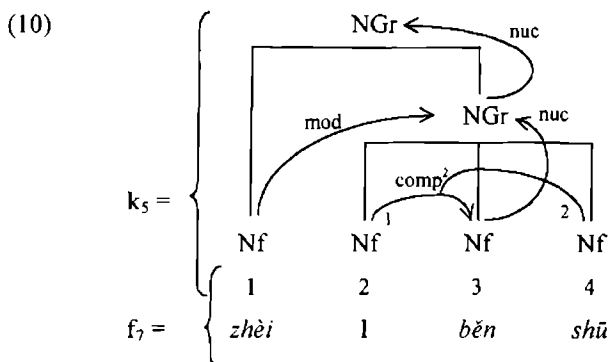 (10)
NGr
nuc
mod
NGr
nuc
comp²
1
2
k₅ =
Nf Nf Nf Nf
1 2 3 4
f₇ = zhèi 1 běn shū